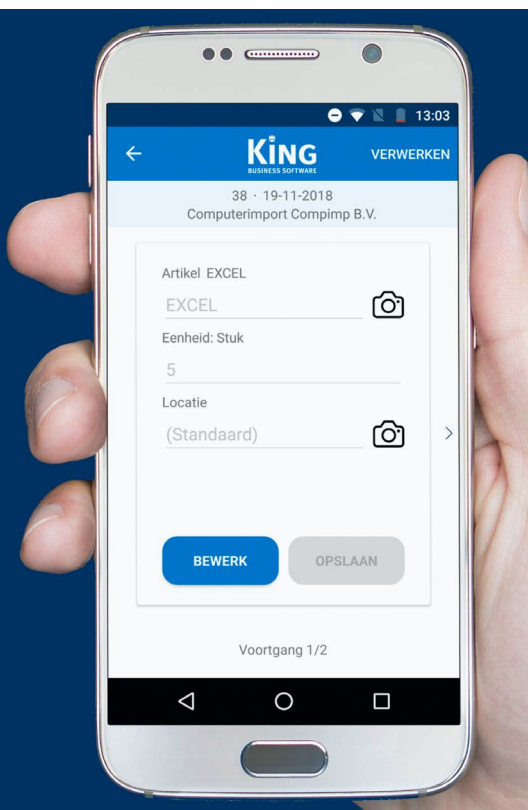 13:03
KING
BUSINESS SOFTWARE
VERWERKEN
38 · 19-11-2018
Computerimport Compimp B.V.
Artikel EXCEL
EXCEL
Eenheid: Stuk
5
Locatie
(Standaard)
BEWERK
OPSLAAN
Voortgang 1/2